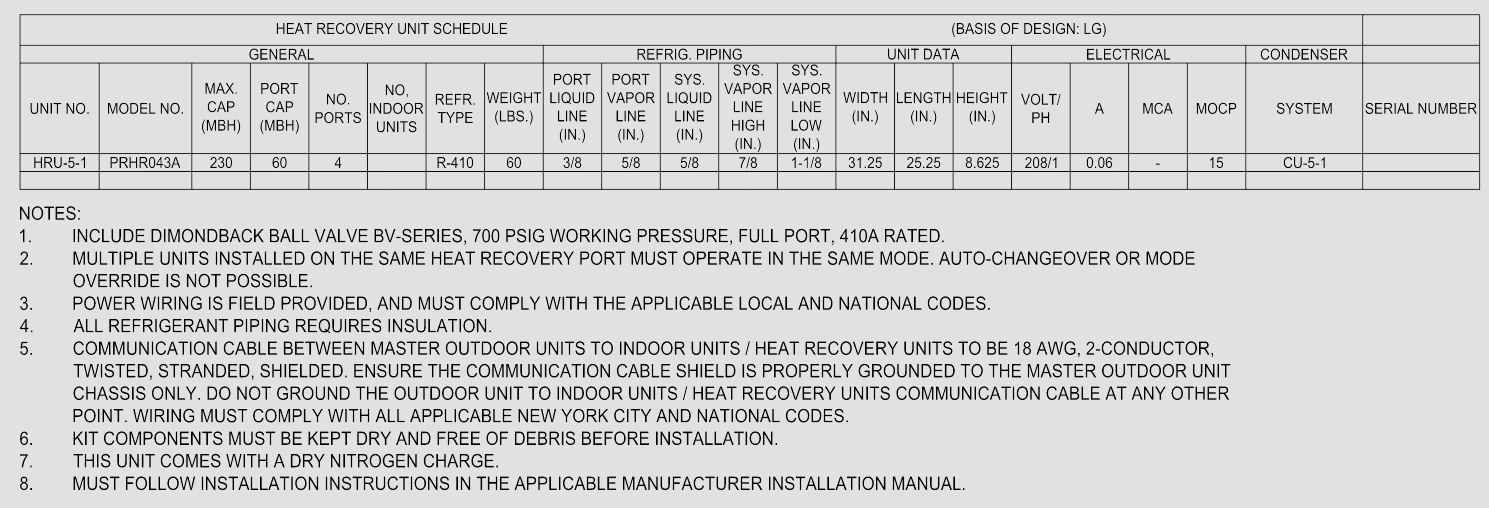 HEAT RECOVERY UNIT SCHEDULE (BASIS OF DESIGN: LG)
GENERAL REFRIG. PIPING UNIT DATA ELECTRICAL CONDENSER
UNIT NO. MODEL NO. MAX. CAP (MBH) PORT CAP (MBH) NO. PORTS NO, INDOOR UNITS REFR. TYPE WEIGHT (LBS.) PORT LIQUID LINE (IN.) PORT VAPOR LINE (IN.) SYS. LIQUID LINE (IN.) SYS. VAPOR LINE HIGH (IN.) SYS. VAPOR LINE LOW (IN.) WIDTH (IN.) LENGTH (IN.) HEIGHT (IN.) VOLT/ PH A MCA MOCP SYSTEM SERIAL NUMBER
HRU-5-1 PRHR043A 230 60 4 R-410 60 3/8 5/8 5/8 7/8 1-1/8 31.25 25.25 8.625 208/1 0.06 - 15 CU-5-1
NOTES:
1. INCLUDE DIMONDBACK BALL VALVE BV-SERIES, 700 PSIG WORKING PRESSURE, FULL PORT, 410A RATED.
2. MULTIPLE UNITS INSTALLED ON THE SAME HEAT RECOVERY PORT MUST OPERATE IN THE SAME MODE. AUTO-CHANGEOVER OR MODE
OVERRIDE IS NOT POSSIBLE.
3. POWER WIRING IS FIELD PROVIDED, AND MUST COMPLY WITH THE APPLICABLE LOCAL AND NATIONAL CODES.
4. ALL REFRIGERANT PIPING REQUIRES INSULATION.
5. COMMUNICATION CABLE BETWEEN MASTER OUTDOOR UNITS TO INDOOR UNITS / HEAT RECOVERY UNITS TO BE 18 AWG, 2-CONDUCTOR,
TWISTED, STRANDED, SHIELDED. ENSURE THE COMMUNICATION CABLE SHIELD IS PROPERLY GROUNDED TO THE MASTER OUTDOOR UNIT
CHASSIS ONLY. DO NOT GROUND THE OUTDOOR UNIT TO INDOOR UNITS / HEAT RECOVERY UNITS COMMUNICATION CABLE AT ANY OTHER
POINT. WIRING MUST COMPLY WITH ALL APPLICABLE NEW YORK CITY AND NATIONAL CODES.
6. KIT COMPONENTS MUST BE KEPT DRY AND FREE OF DEBRIS BEFORE INSTALLATION.
7. THIS UNIT COMES WITH A DRY NITROGEN CHARGE.
8. MUST FOLLOW INSTALLATION INSTRUCTIONS IN THE APPLICABLE MANUFACTURER INSTALLATION MANUAL.